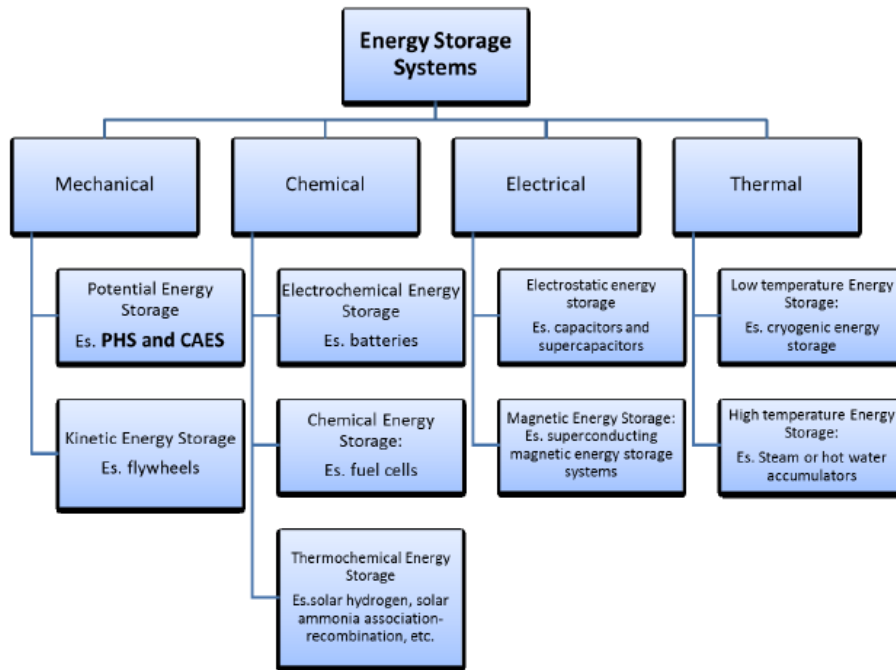 Energy Storage
Systems
Mechanical
Chemical
Electrical
Thermal
Potential Energy
Storage
Es. PHS and CAES
Electrochemical Energy
Storage
Es. batteries
Electrostatic energy
storage
Es. capacitors and
supercapacitors
Low temperature Energy
Storage:
Es. cryogenic energy
storage
Kinetic Energy Storage
Es. flywheels
Chemical Energy
Storage:
Es. fuel cells
Magnetic Energy Storage:
Es. superconducting
magnetic energy storage
systems
High temperature Energy
Storage:
Es. Steam or hot water
accumulators
Thermochemical Energy
Storage
Es.solar hydrogen, solar
ammonia association-
recombination, etc.